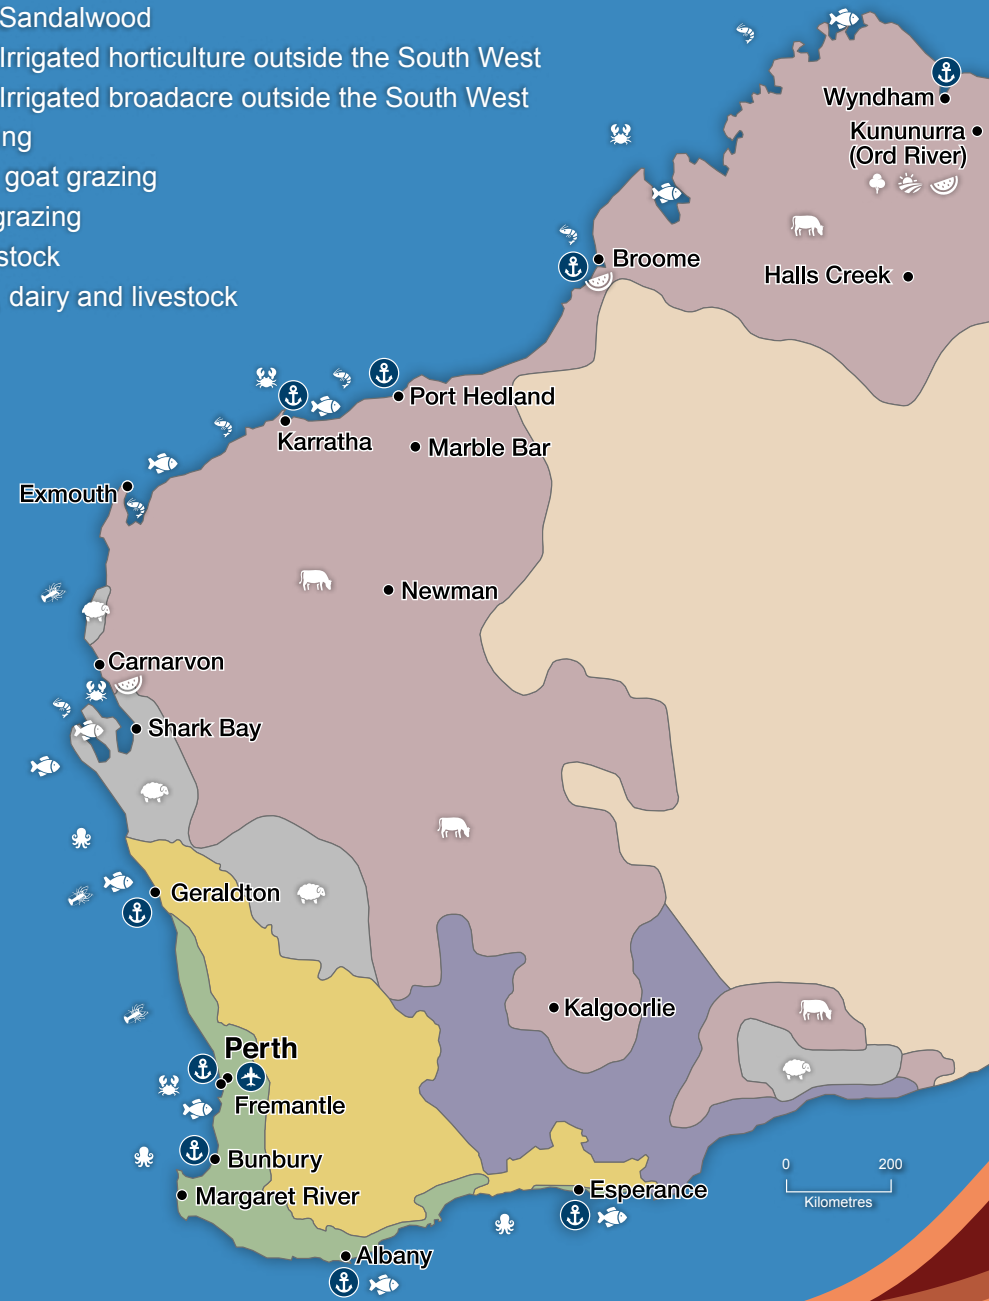 Sandalwood
Irrigated horticulture outside the South West
Irrigated broadacre outside the South West
ng
goat grazing
grazing
stock
dairy and livestock
Wyndham
Kununurra
(Ord River)
Broome
Halls Creek
Port Hedland
Karratha
Marble Bar
Exmouth
Newman
Carnarvon
Shark Bay
Geraldton
Kalgoorlie
Perth
Fremantle
Bunbury
Margaret River
Esperance
Albany
0 200
Kilometres